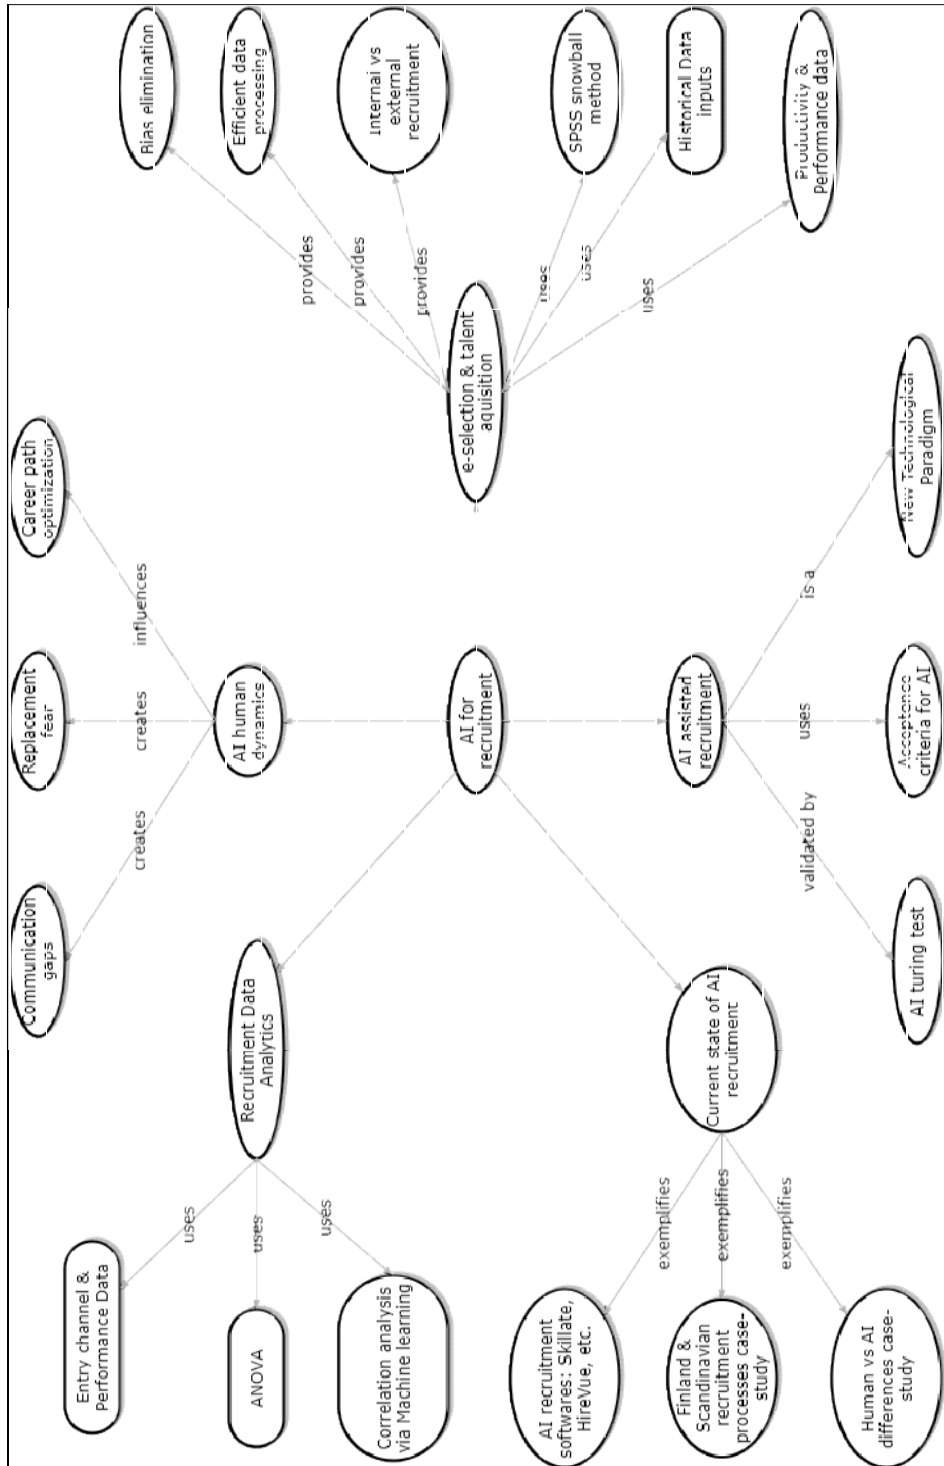 Bias elimination
Efficient data
processing
Internal vs
external
recruitment
SPSS snowball
method
Historical Data
inputs
Productivity &
Performance data
provides
provides
provides
uses
uses
uses
e-selection & talent
aquisition
Career path
optimization
Replacement
fear
Communication
gaps
influences
creates
creates
AI human
dynamics
AI for
recruitment
AI assisted
recruitment
is a
uses
validated by
New Technological
Paradigm
Acceptance
criteria for AI
AI turing test
Recruitment Data
Analytics
Current state of AI
recruitment
uses
uses
uses
exemplifies
exemplifies
exemplifies
Entry channel &
Performance Data
ANOVA
Correlation analysis
via Machine learning
AI recruitment
softwares: Skillate,
HireVue, etc.
Finland &
Scandinavian
recruitment
processes case-
study
Human vs AI
differences case-
study